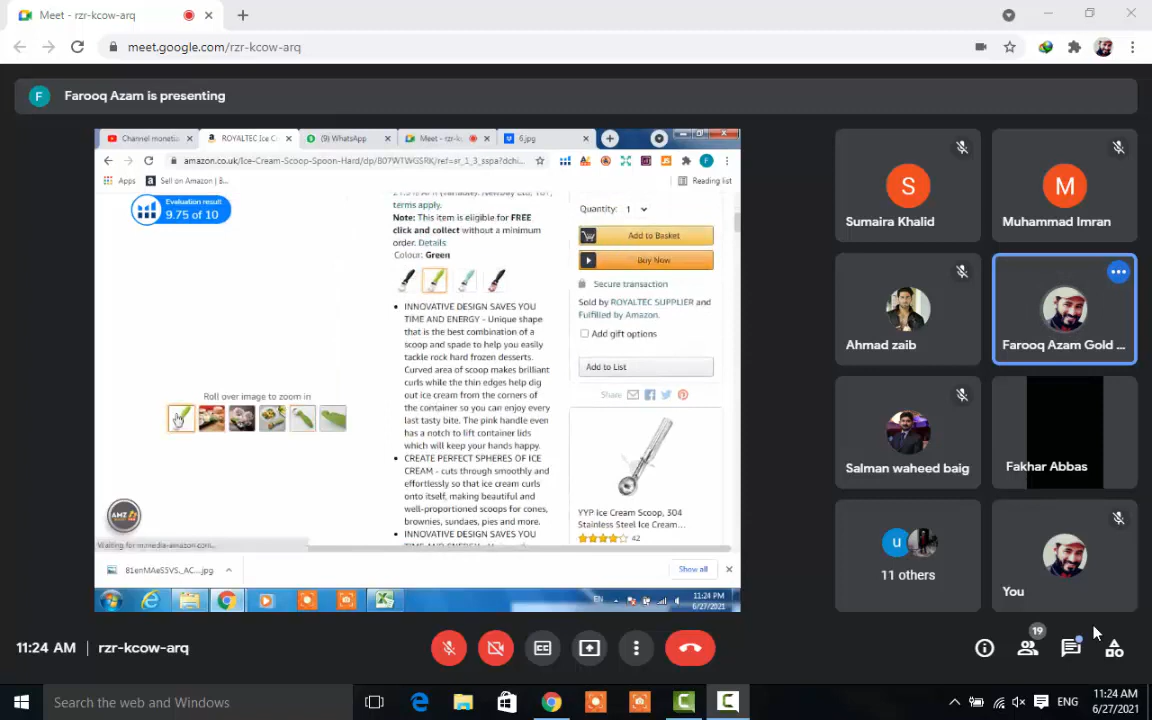 Meet - rzr-kcow-arq
meet.google.com/rzr-kcow-arq
F
Farooq Azam is presenting
Channel monetiz
ROYALTEC Ice C
(9) WhatsApp
Meet - rzr-k
6.jpg
amazon.co.uk/Ice-Cream-Scoop-Spoon-Hard/dp/B07WTWGSRK/ref=sr_1_3_sspa?dchi...
F
Apps
Sell on Amazon | B...
Reading list
Evaluation result
9.75 of 10
terms apply.
Note: This item is eligible for FREE
click and collect without a minimum
order. Details
Colour: Green
INNOVATIVE DESIGN SAVES YOU
TIME AND ENERGY - Unique shape
that is the best combination of a
scoop and spade to help you easily
tackle rock hard frozen desserts.
Curved area of scoop makes brilliant
curls while the thin edges help dig
out ice cream from the corners of
the container so you can enjoy every
last tasty bite. The pink handle even
has a notch to lift container lids
which will keep your hands happy.
CREATE PERFECT SPHERES OF ICE
CREAM - cuts through smoothly and
effortlessly so that ice cream curls
onto itself, making beautiful and
well-proportioned scoops for cones,
brownies, sundaes, pies and more.
INNOVATIVE DESIGN SAVES YOU
Roll over image to zoom in
AMZ
Waiting for m.media-amazon.com...
Quantity: 1
Add to Basket
Buy Now
Secure transaction
Sold by ROYALTEC SUPPLIER and
Fulfilled by Amazon.
Add gift options
Add to List
Share
YYP Ice Cream Scoop, 304
Stainless Steel Ice Cream...
42
81enMAeSSVS._AC....jpg
Show all
EN
11:24 PM
6/27/2021
S
Sumaira Khalid
M
Muhammad Imran
Ahmad zaib
Farooq Azam Gold ...
Salman waheed baig
Fakhar Abbas
u
11 others
You
11:24 AM
rzr-kcow-arq
19
Search the web and Windows
ENG
11:24 AM
6/27/2021